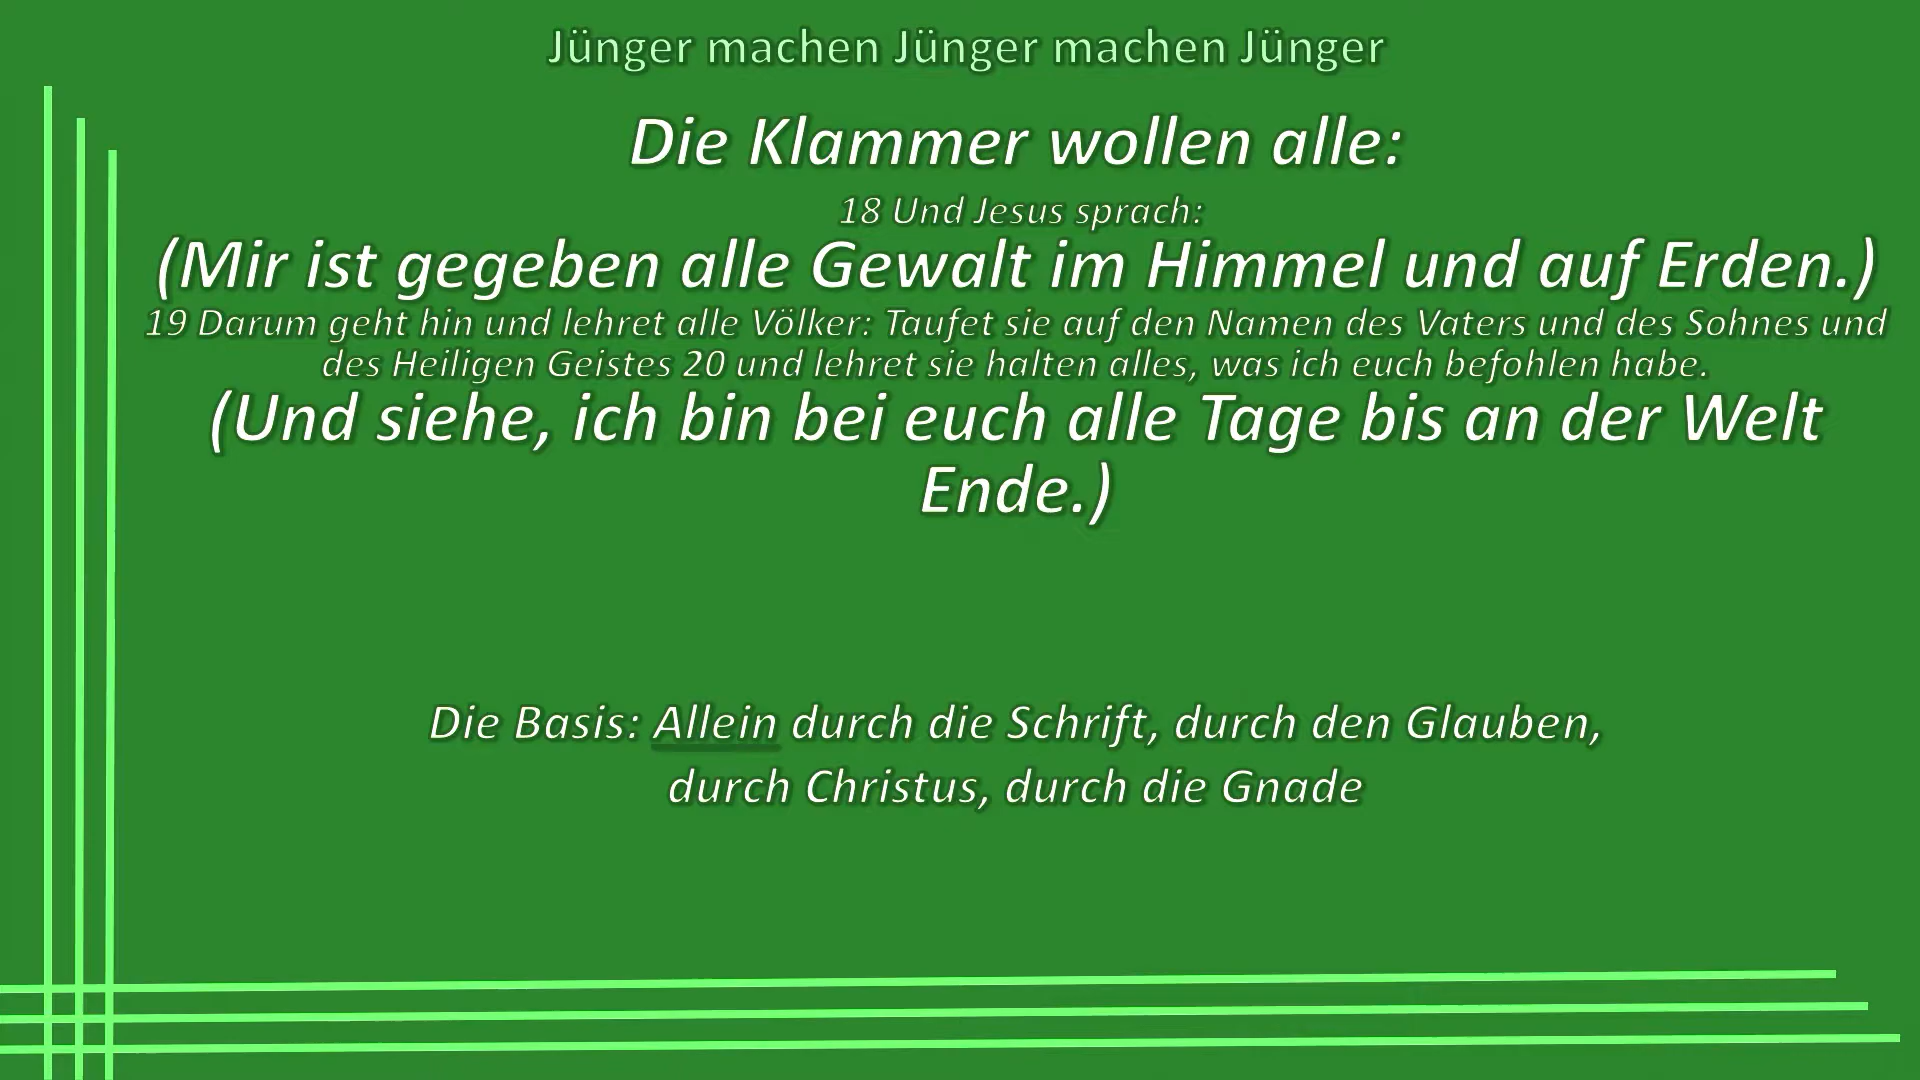 Jünger machen Jünger machen Jünger
Die Klammer wollen alle:
18 Und Jesus sprach:
(Mir ist gegeben alle Gewalt im Himmel und auf Erden.)
19 Darum geht hin und lehret alle Völker: Taufet sie auf den Namen des Vaters und des Sohnes und
des Heiligen Geistes 20 und lehret sie halten alles, was ich euch befohlen habe.
(Und siehe, ich bin bei euch alle Tage bis an der Welt
Ende.)
Die Basis: Allein durch die Schrift, durch den Glauben,
durch Christus, durch die Gnade